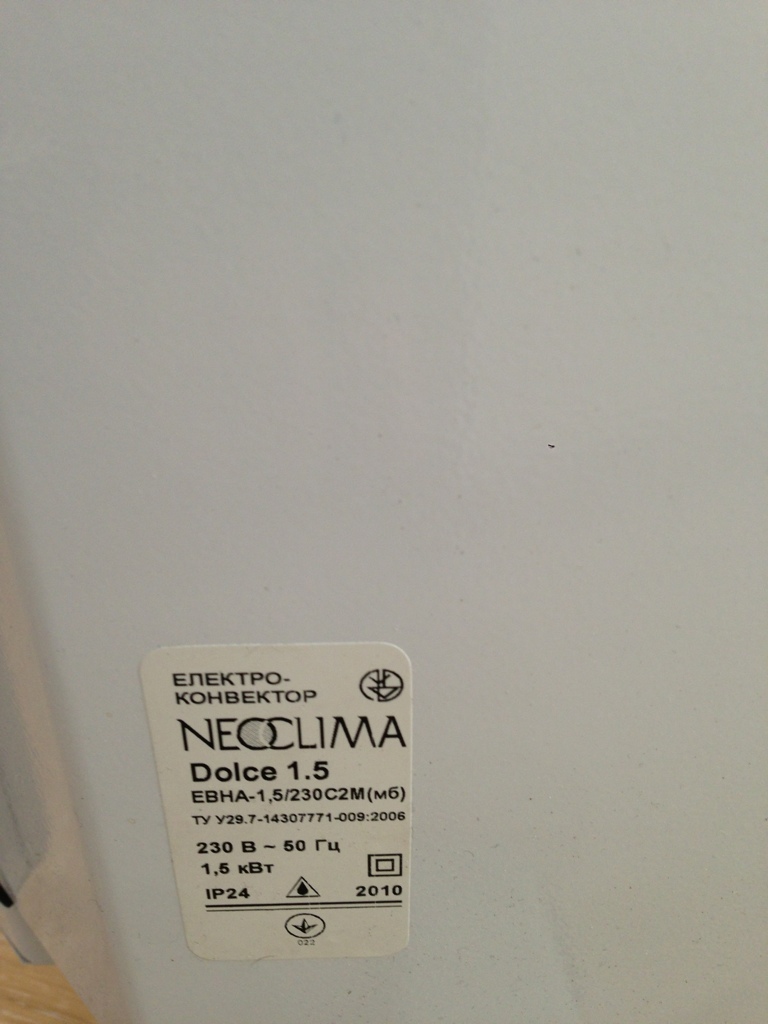 ЕЛЕКТРО-
КОНВЕКТОР
NEOCLIMA
Dolce 1.5
ЕВНА-1,5/230С2М(мб)
ТУ У29.7-14307771-009:2006
230 В ~ 50 Гц
1,5 кВт
IP24 2010
022